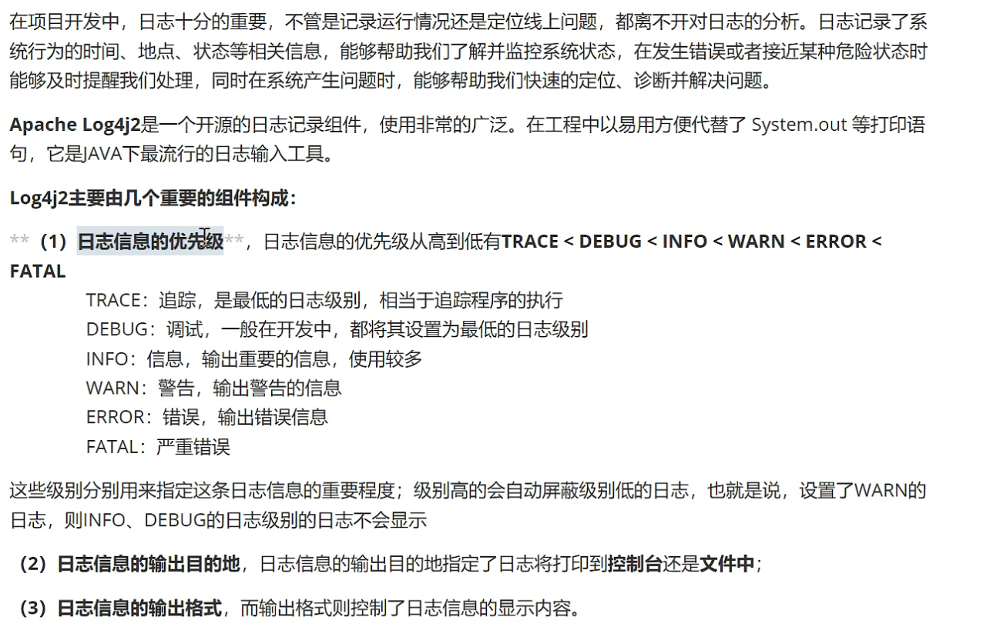 在项目开发中，日志十分的重要，不管是记录运行情况还是定位线上问题，都离不开对日志的分析。日志记录了系
统行为的时间、地点、状态等相关信息，能够帮助我们了解并监控系统状态，在发生错误或者接近某种危险状态时
能够及时提醒我们处理，同时在系统产生问题时，能够帮助我们快速的定位、诊断并解决问题。
Apache Log4j2是一个开源的日志记录组件，使用非常的广泛。在工程中以易用方便代替了 System.out 等打印语
句，它是JAVA下最流行的日志输入工具。
Log4j2主要由几个重要的组件构成：
**（1）日志信息的优先级**，日志信息的优先级从高到低有TRACE < DEBUG < INFO < WARN < ERROR <
FATAL
TRACE：追踪，是最低的日志级别，相当于追踪程序的执行
DEBUG：调试，一般在开发中，都将其设置为最低的日志级别
INFO：信息，输出重要的信息，使用较多
WARN：警告，输出警告的信息
ERROR：错误，输出错误信息
FATAL：严重错误
这些级别分别用来指定这条日志信息的重要程度；级别高的会自动屏蔽级别低的日志，也就是说，设置了WARN的
日志，则INFO、DEBUG的日志级别的日志不会显示
（2）日志信息的输出目的地，日志信息的输出目的地指定了日志将打印到控制台还是文件中；
（3）日志信息的输出格式，而输出格式则控制了日志信息的显示内容。